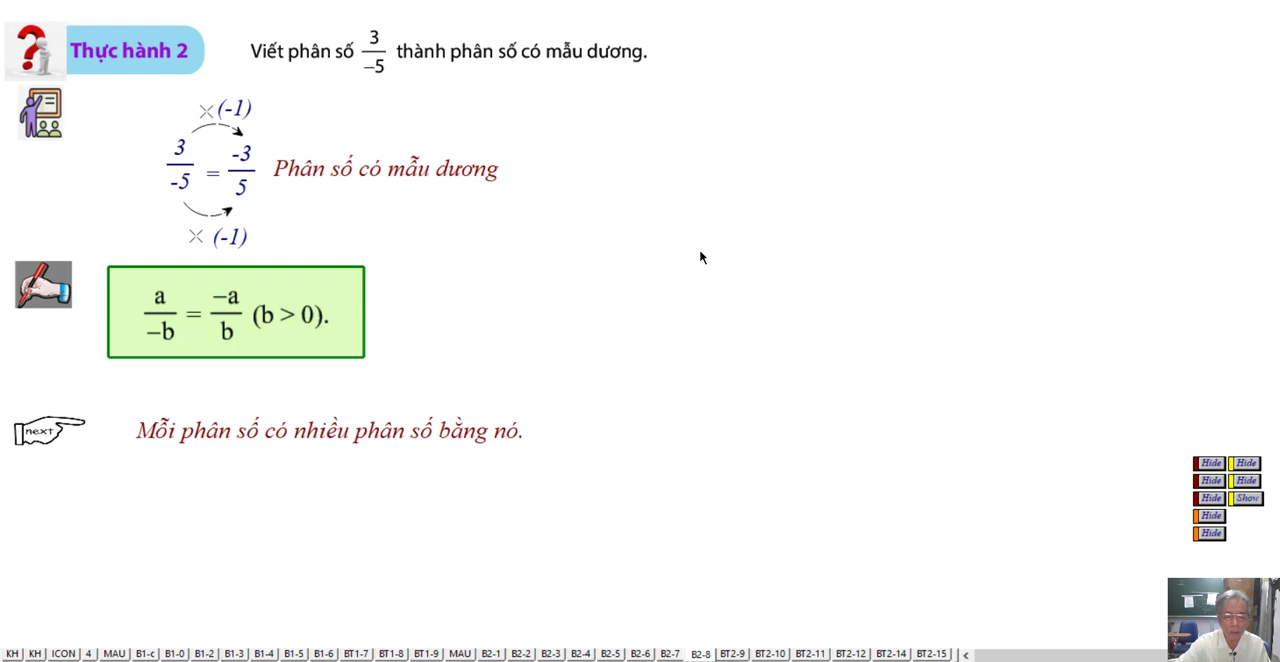 Thực hành 2 Viết phân số 3/−5 thành phân số có mẫu dương.
×(-1)
3/-5 = -3/5 Phân số có mẫu dương
× (-1)
a/−b = −a/b (b > 0).
next Mỗi phân số có nhiều phân số bằng nó.
Hide Hide
Hide Hide
Hide Show
Hide
Hide
KH KH ICON 4 MAU B1-c B1-0 B1-2 B1-3 B1-4 B1-5 B1-6 BT1-7 BT1-8 BT1-9 MAU B2-1 B2-2 B2-3 B2-4 B2-5 B2-6 B2-7 B2-8 BT2-9 BT2-10 BT2-11 BT2-12 BT2-14 BT2-15